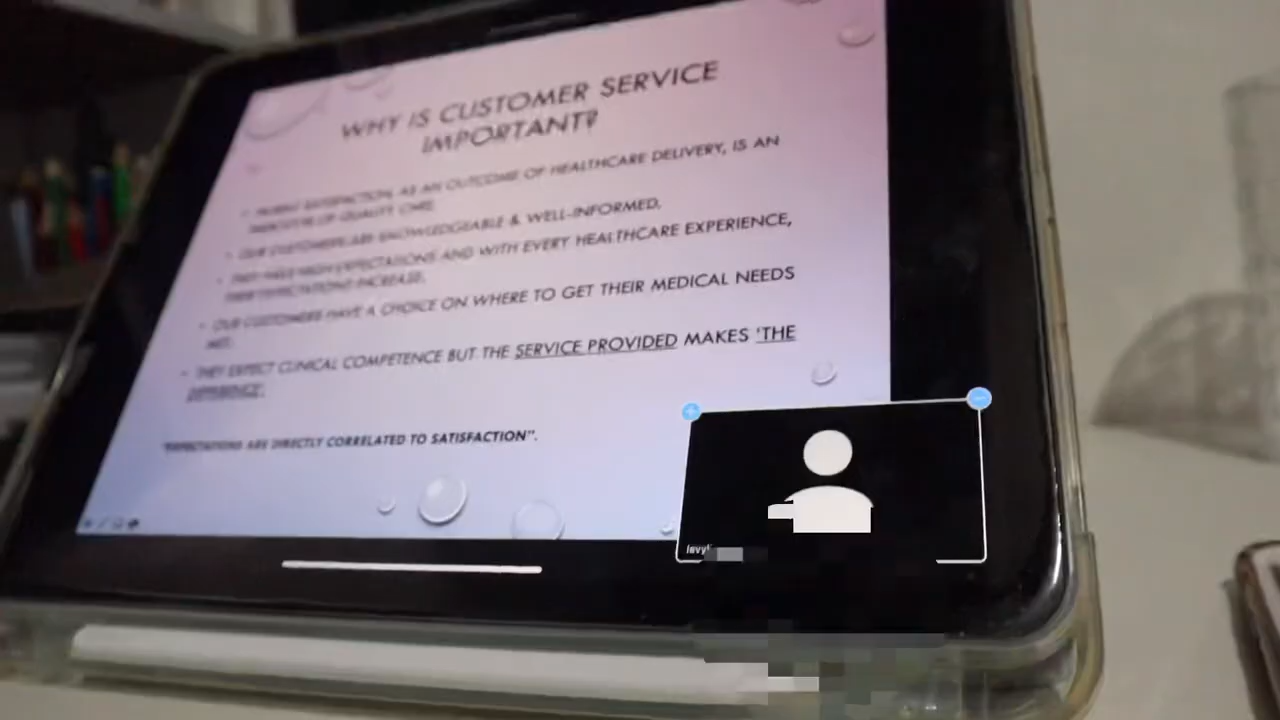 WHY IS CUSTOMER SERVICE
IMPORTANT?
• PATIENT SATISFACTION, AS AN OUTCOME OF HEALTHCARE DELIVERY, IS AN
OF QUALITY CARE.
• OUR CUSTOMERS ARE KNOWLEDGEABLE & WELL-INFORMED,
• THEY HAVE HIGH EXPECTATIONS AND WITH EVERY HEALTHCARE EXPERIENCE,
THEIR EXPECTATIONS INCREASE.
• OUR CUSTOMERS HAVE A CHOICE ON WHERE TO GET THEIR MEDICAL NEEDS
MET.
• THEY EXPECT CLINICAL COMPETENCE BUT THE SERVICE PROVIDED MAKES 'THE
DIFFERENCE'.
"EXPECTATIONS ARE DIRECTLY CORRELATED TO SATISFACTION".